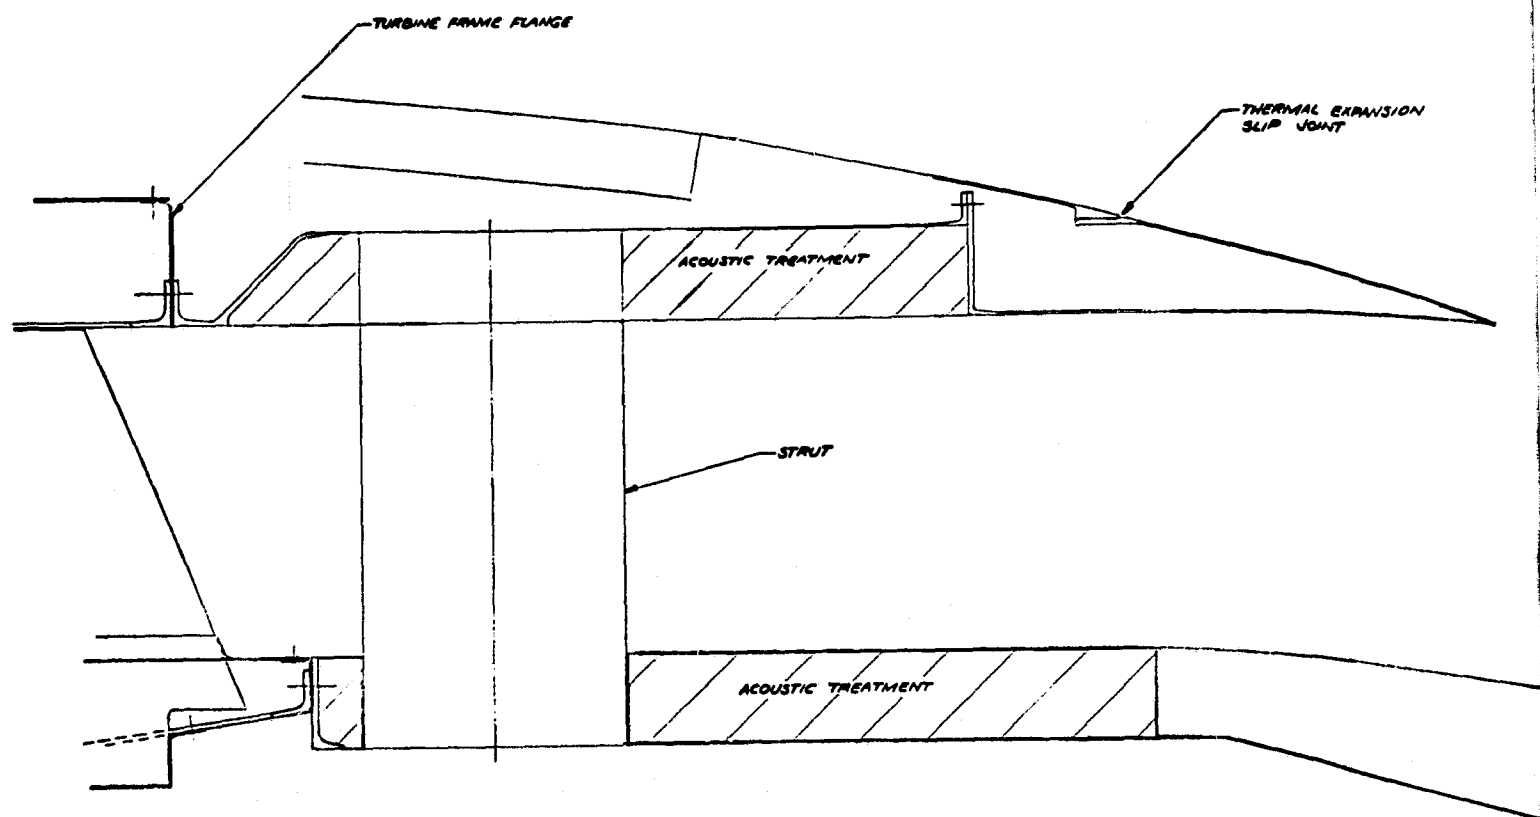 TURBINE FRAME FLANGE
THERMAL EXPANSION
SLIP JOINT
ACOUSTIC TREATMENT
STRUT
ACOUSTIC TREATMENT